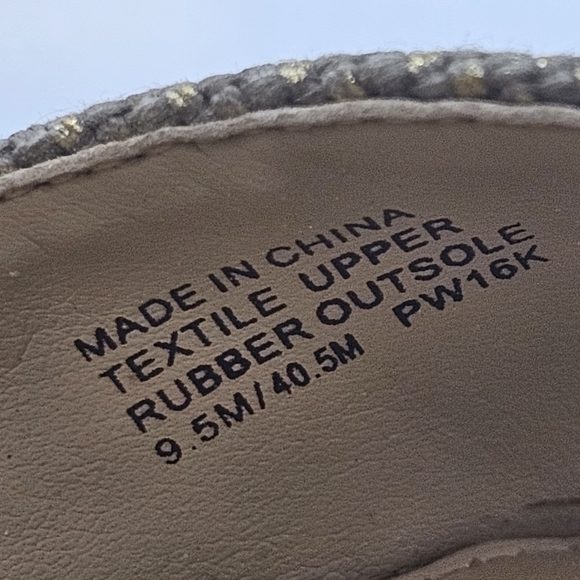 MADE IN CHINA
TEXTILE UPPER
RUBBER OUTSOLE
9.5M/40.5M PW16K